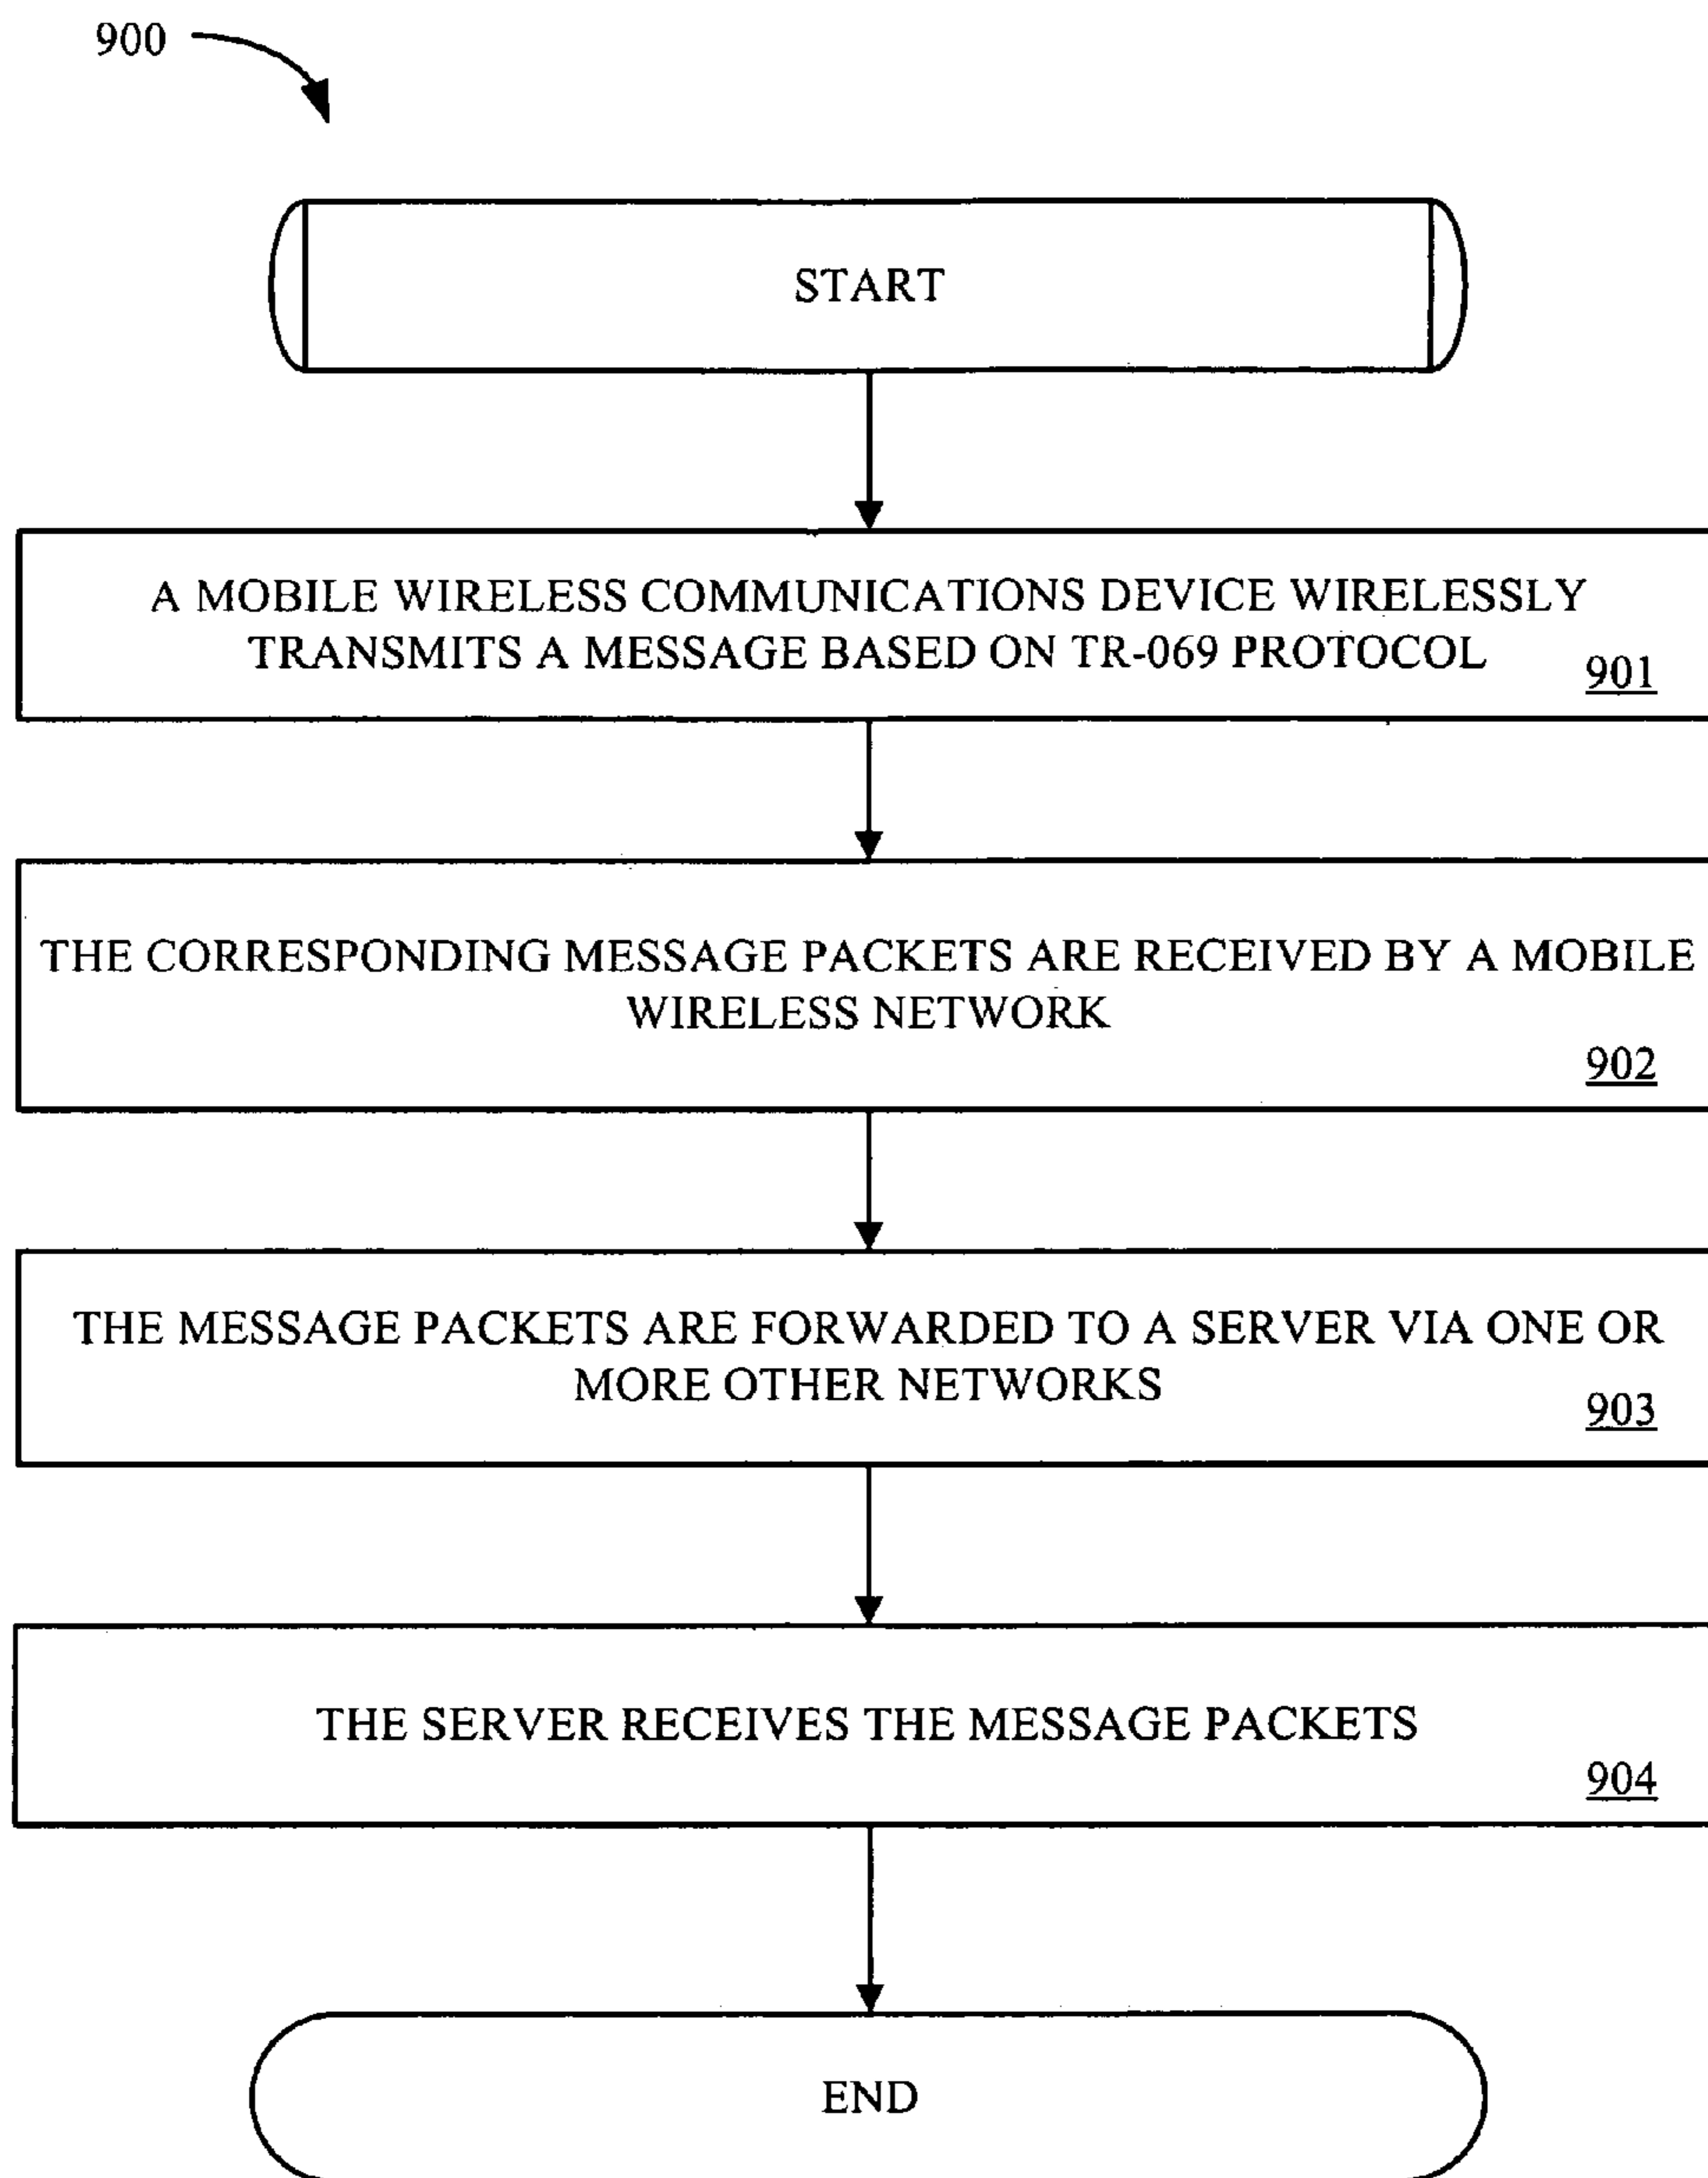 900
START
A MOBILE WIRELESS COMMUNICATIONS DEVICE WIRELESSLY
TRANSMITS A MESSAGE BASED ON TR-069 PROTOCOL
901
THE CORRESPONDING MESSAGE PACKETS ARE RECEIVED BY A MOBILE
WIRELESS NETWORK
902
THE MESSAGE PACKETS ARE FORWARDED TO A SERVER VIA ONE OR
MORE OTHER NETWORKS
903
THE SERVER RECEIVES THE MESSAGE PACKETS
904
END